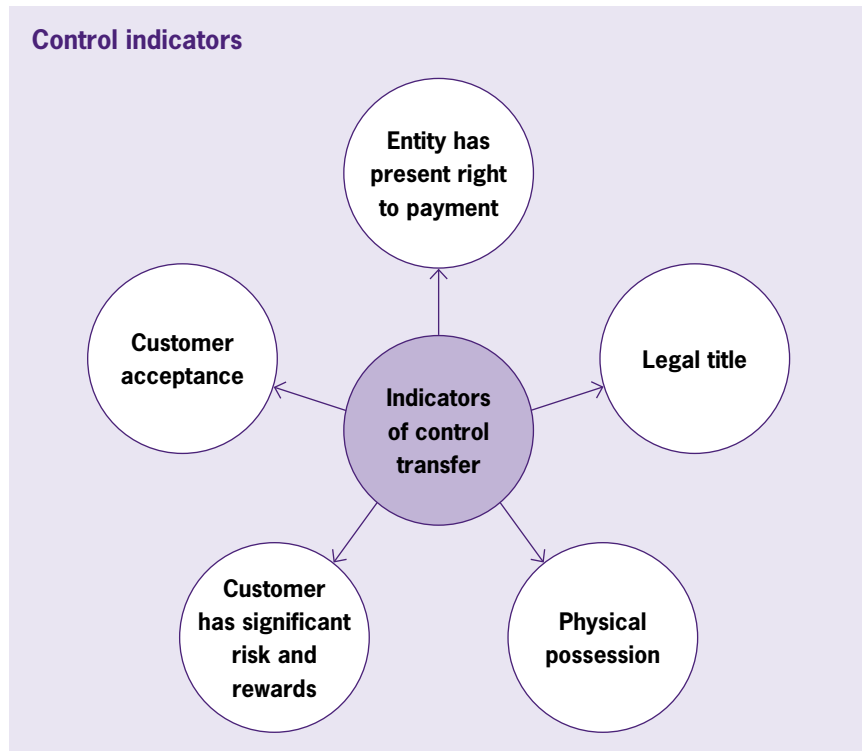 Control indicators
Entity has
present right
to payment
Customer
acceptance
Legal title
Indicators
of control
transfer
Customer
has significant
risk and
rewards
Physical
possession